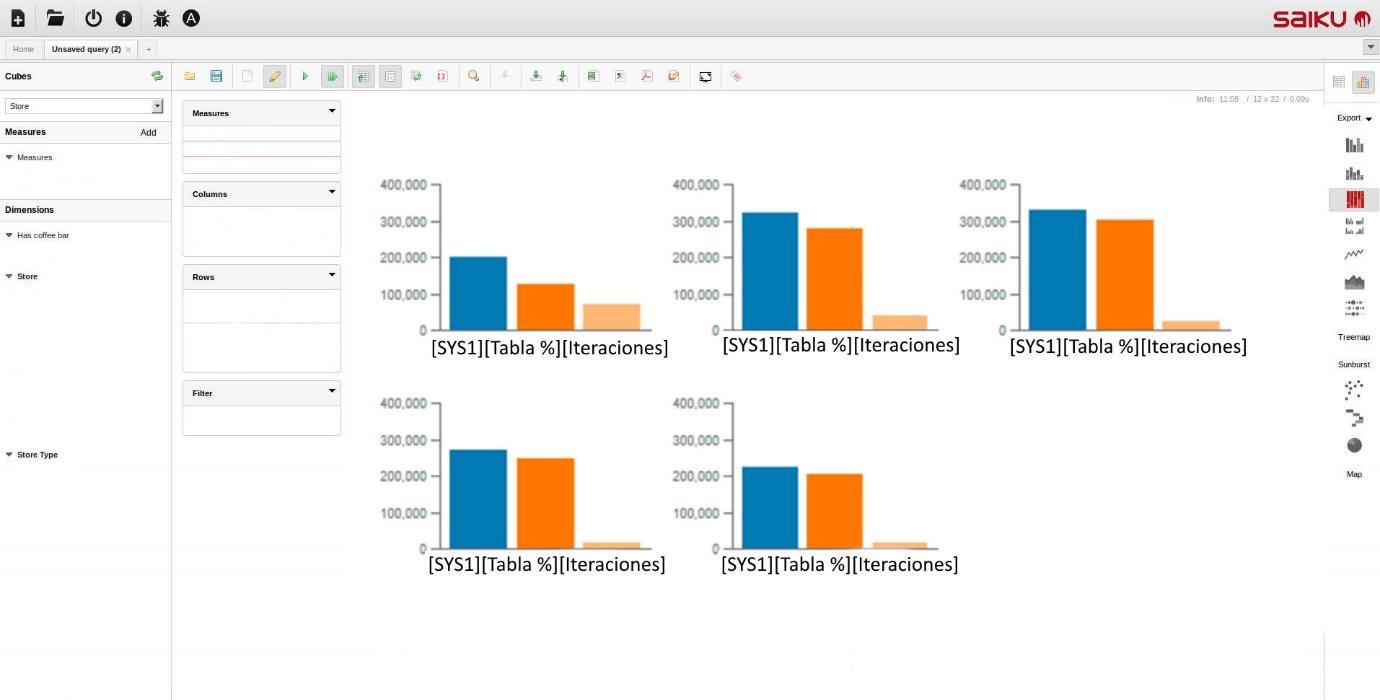 saiku
Home
Unsaved query (2)
+
Cubes
Store
Measures
Add
Measures
Dimensions
Has coffee bar
Store
Store Type
Measures
Columns
Rows
Filter
Info: 11:08 / 12 x 22 / 0.09s
400,000
300,000
200,000
100,000
0
[SYS1][Tabla %][Iteraciones]
400,000
300,000
200,000
100,000
0
[SYS1][Tabla %][Iteraciones]
400,000
300,000
200,000
100,000
0
[SYS1][Tabla %][Iteraciones]
400,000
300,000
200,000
100,000
0
[SYS1][Tabla %][Iteraciones]
400,000
300,000
200,000
100,000
0
[SYS1][Tabla %][Iteraciones]
Export
Treemap
Sunburst
Map